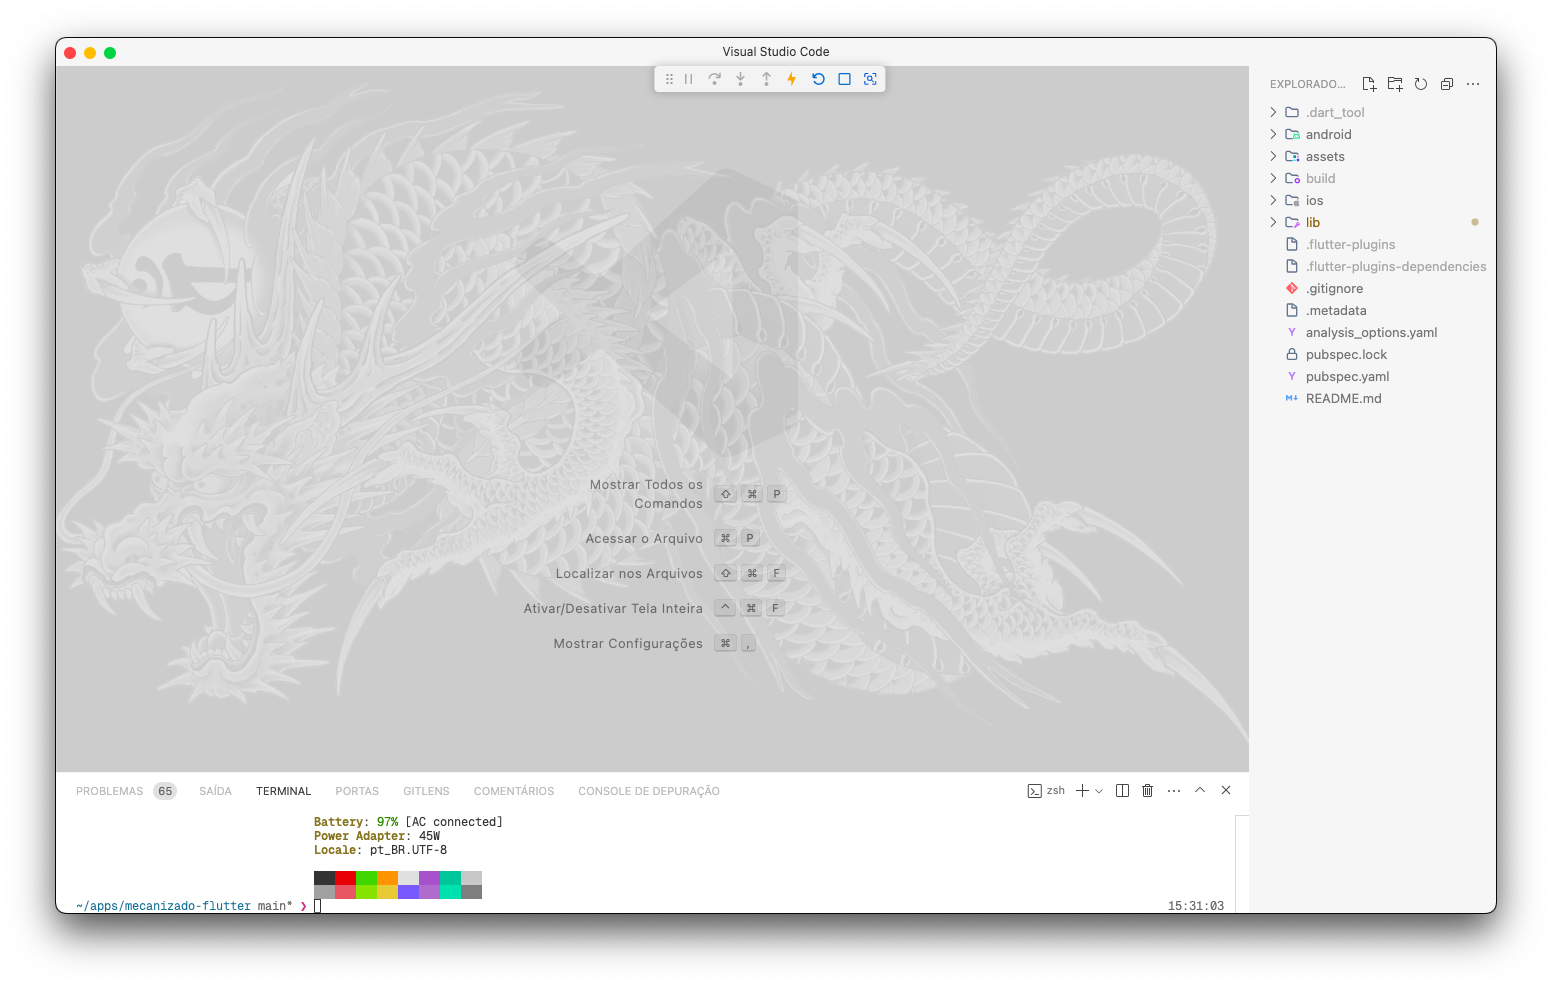 Visual Studio Code
EXPLORADO...
.dart_tool
android
assets
build
ios
lib
.flutter-plugins
.flutter-plugins-dependencies
.gitignore
.metadata
analysis_options.yaml
pubspec.lock
pubspec.yaml
README.md
Mostrar Todos os
Comandos ⇧ ⌘ P
Acessar o Arquivo ⌘ P
Localizar nos Arquivos ⇧ ⌘ F
Ativar/Desativar Tela Inteira ^ ⌘ F
Mostrar Configurações ⌘ ,
PROBLEMAS 65 SAÍDA TERMINAL PORTAS GITLENS COMENTÁRIOS CONSOLE DE DEPURAÇÃO zsh
Battery: 97% [AC connected]
Power Adapter: 45W
Locale: pt_BR.UTF-8
~/apps/mecanizado-flutter main* ❯ 15:31:03